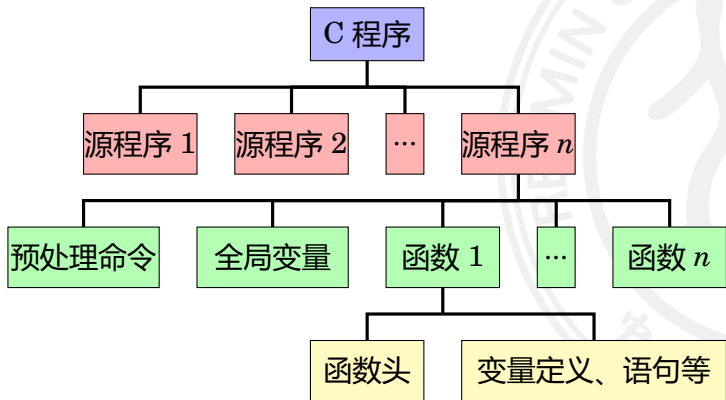 C 程序
源程序 1
源程序 2
···
源程序 n
预处理命令
全局变量
函数 1
···
函数 n
函数头
变量定义、语句等